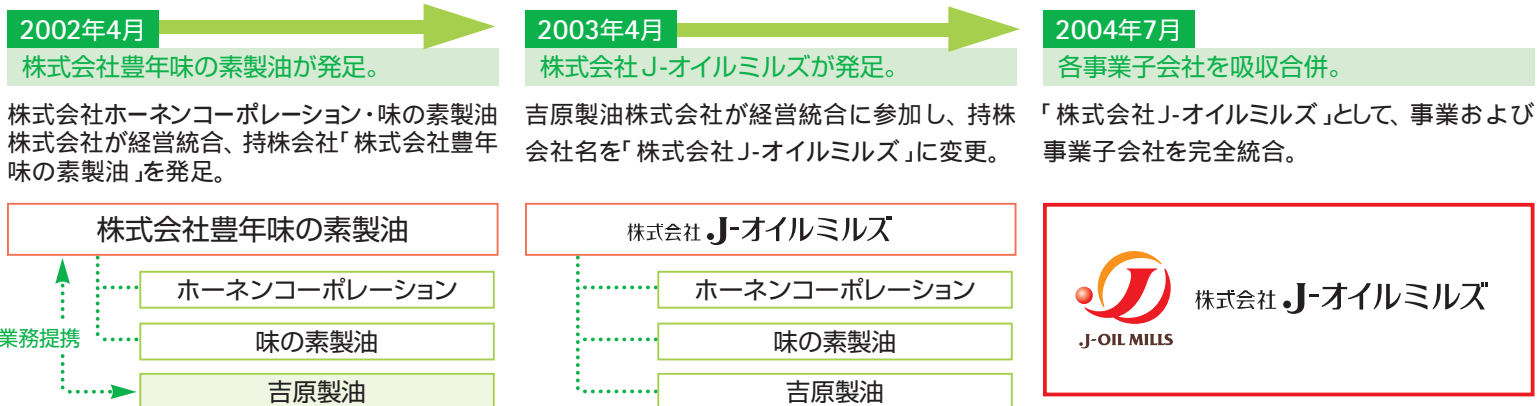 2002年4月
株式会社豊年味の素製油が発足。
株式会社ホーネンコーポレーション・味の素製油
株式会社が経営統合、持株会社「株式会社豊年
味の素製油」を発足。
株式会社豊年味の素製油
ホーネンコーポレーション
味の素製油
業務提携
吉原製油
2003年4月
株式会社J-オイルミルズが発足。
吉原製油株式会社が経営統合に参加し、持株
会社名を「株式会社J-オイルミルズ」に変更。
株式会社 J-オイルミルズ
ホーネンコーポレーション
味の素製油
吉原製油
2004年7月
各事業子会社を吸収合併。
「株式会社J-オイルミルズ」として、事業および
事業子会社を完全統合。
J-OIL MILLS
株式会社 J-オイルミルズ